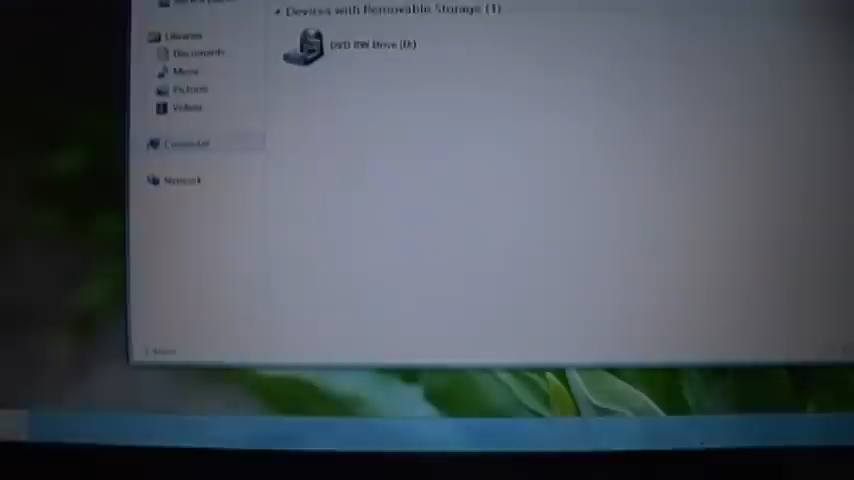 Devices with Removable Storage (1)
Libraries
DVD RW Drive (D:)
Documents
Music
Pictures
Videos
Computer
Network